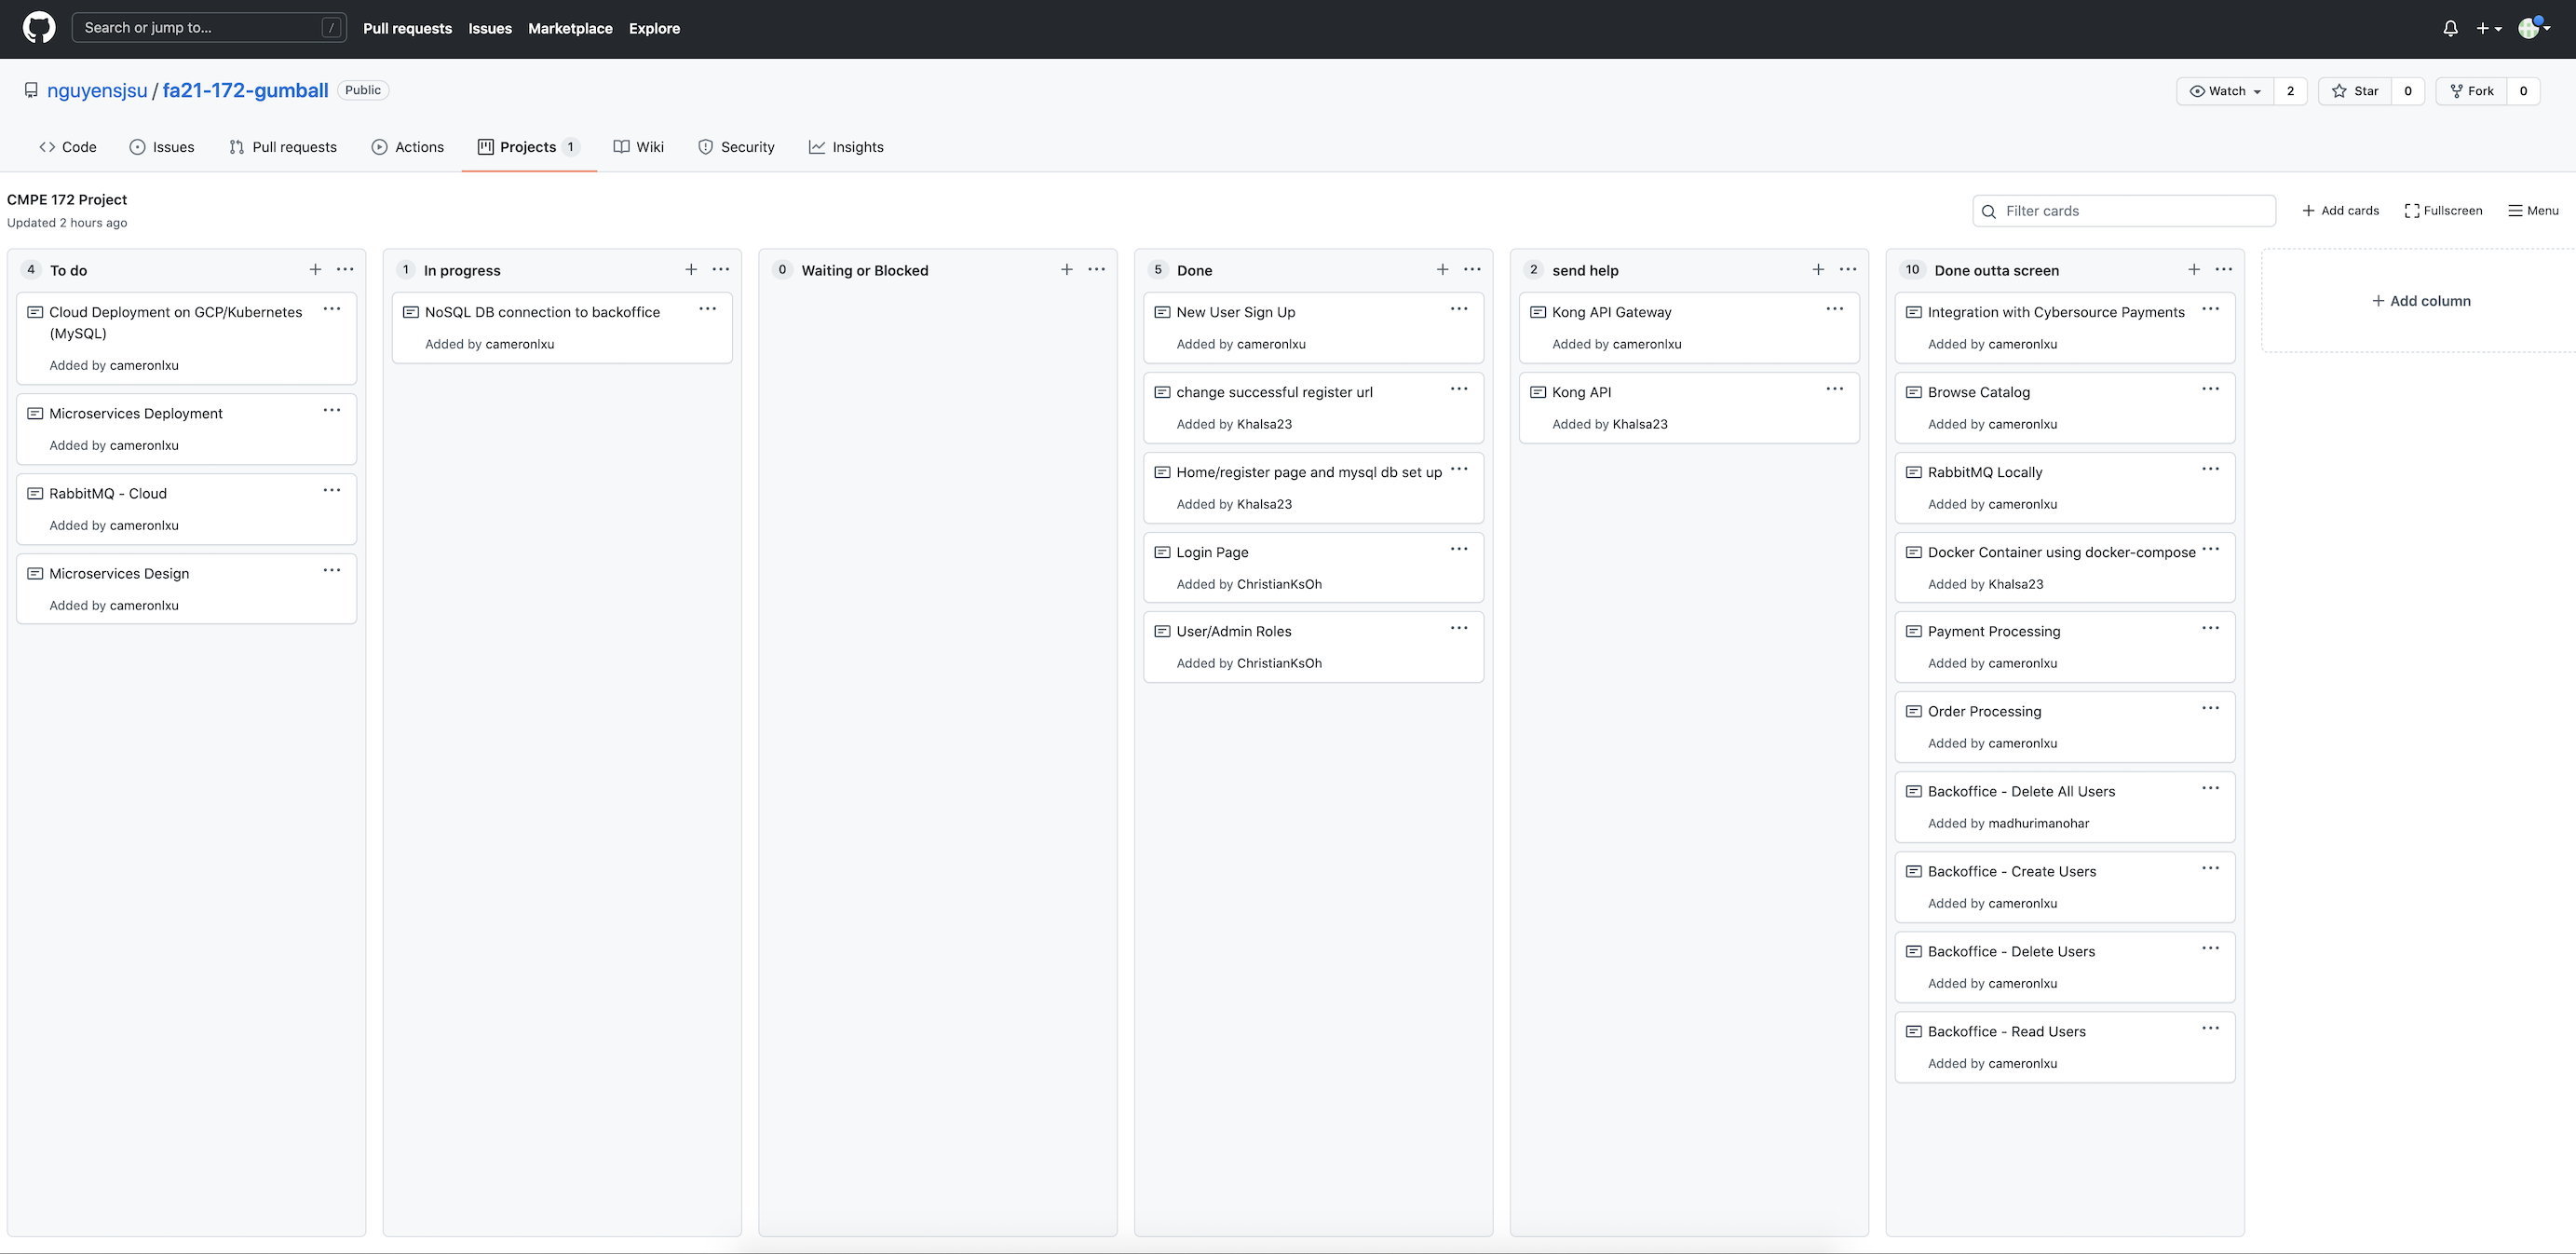 Search or jump to... /
Pull requests Issues Marketplace Explore
nguyensjsu / fa21-172-gumball Public
Watch 2 Star 0 Fork 0
Code Issues Pull requests Actions Projects 1 Wiki Security Insights
CMPE 172 Project
Updated 2 hours ago
Filter cards
Add cards Fullscreen Menu
4 To do
Cloud Deployment on GCP/Kubernetes
(MySQL)
Added by cameronlxu
Microservices Deployment
Added by cameronlxu
RabbitMQ - Cloud
Added by cameronlxu
Microservices Design
Added by cameronlxu
1 In progress
NoSQL DB connection to backoffice
Added by cameronlxu
0 Waiting or Blocked
5 Done
New User Sign Up
Added by cameronlxu
change successful register url
Added by Khalsa23
Home/register page and mysql db set up
Added by Khalsa23
Login Page
Added by ChristianKsOh
User/Admin Roles
Added by ChristianKsOh
2 send help
Kong API Gateway
Added by cameronlxu
Kong API
Added by Khalsa23
10 Done outta screen
Integration with Cybersource Payments
Added by cameronlxu
Browse Catalog
Added by cameronlxu
RabbitMQ Locally
Added by cameronlxu
Docker Container using docker-compose
Added by Khalsa23
Payment Processing
Added by cameronlxu
Order Processing
Added by cameronlxu
Backoffice - Delete All Users
Added by madhurimanohar
Backoffice - Create Users
Added by cameronlxu
Backoffice - Delete Users
Added by cameronlxu
Backoffice - Read Users
Added by cameronlxu
+ Add column